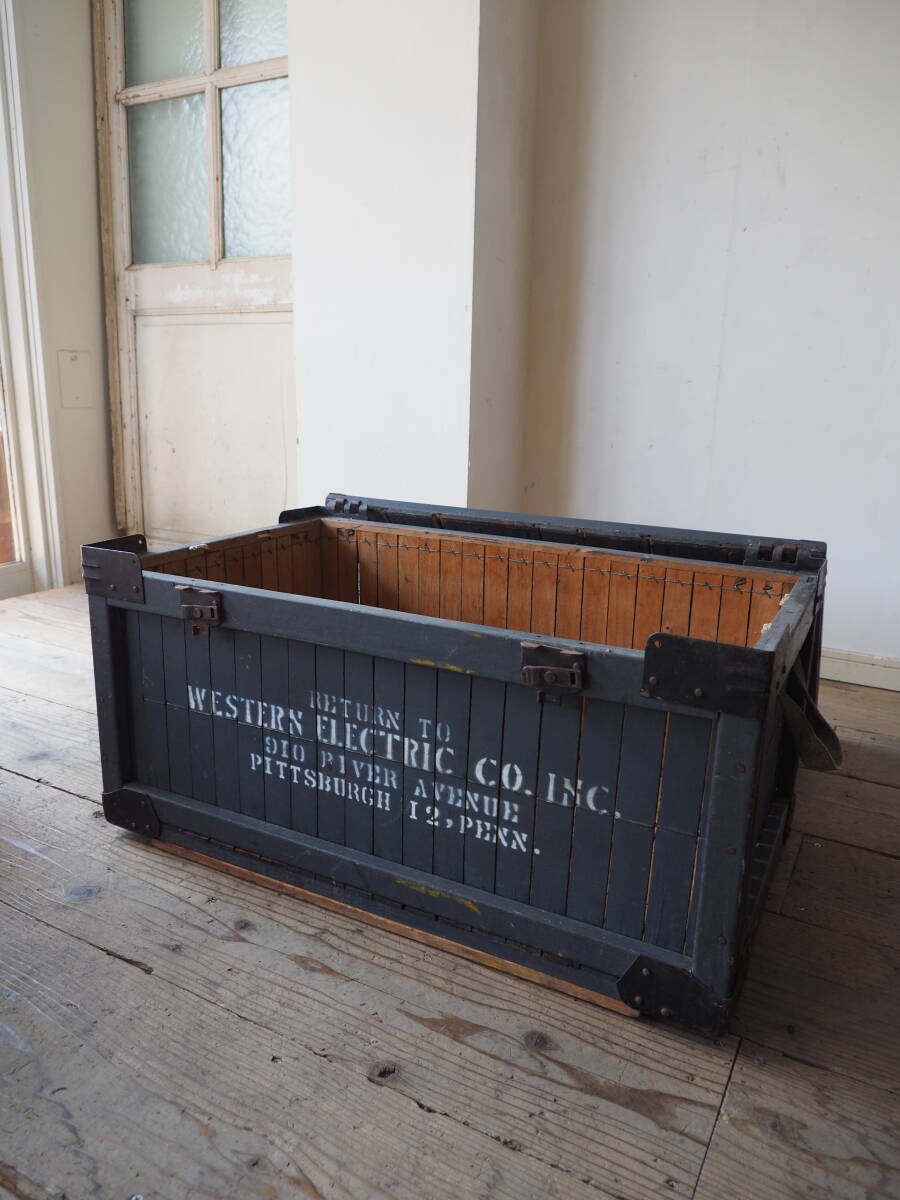 RETURN TO
WESTERN ELECTRIC CO. INC.
910 RIVER AVENUE
PITTSBURGH 12, PENN.